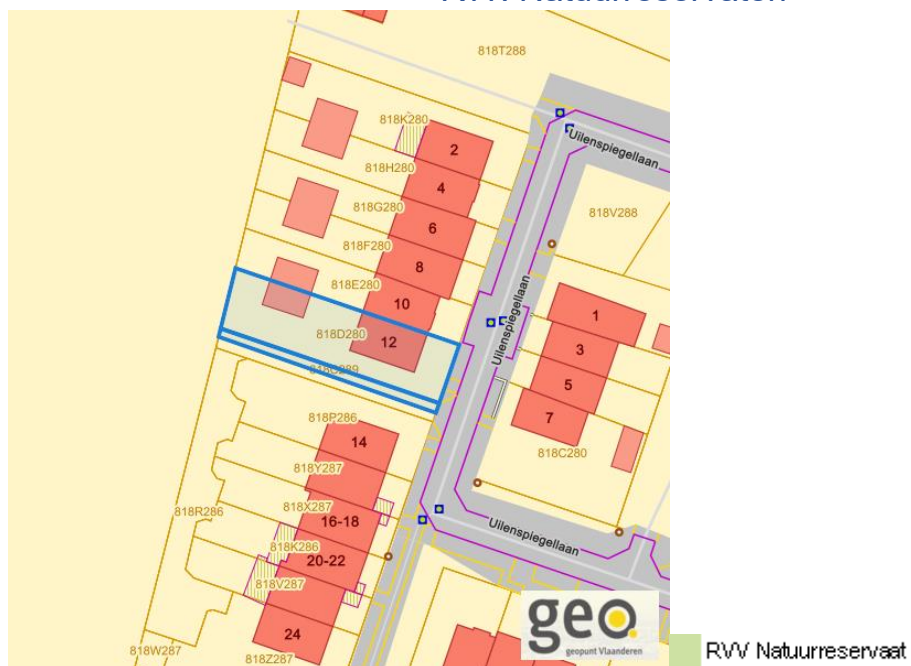 RVV Natuurreservaten
818T288
818K280
2
Uilenspiegellaan
818H280
4
818G280
818V288
6
818F280
8
818E280
Uilenspiegellaan
10
1
818D280
12
3
5
7
818P286
14
818C280
818Y287
818X287
818R286
16-18
Uilenspiegellaan
818K286
20-22
818V287
24
818W287
818Z287
geo
geopunt Vlaanderen
RVV Natuurreservaat